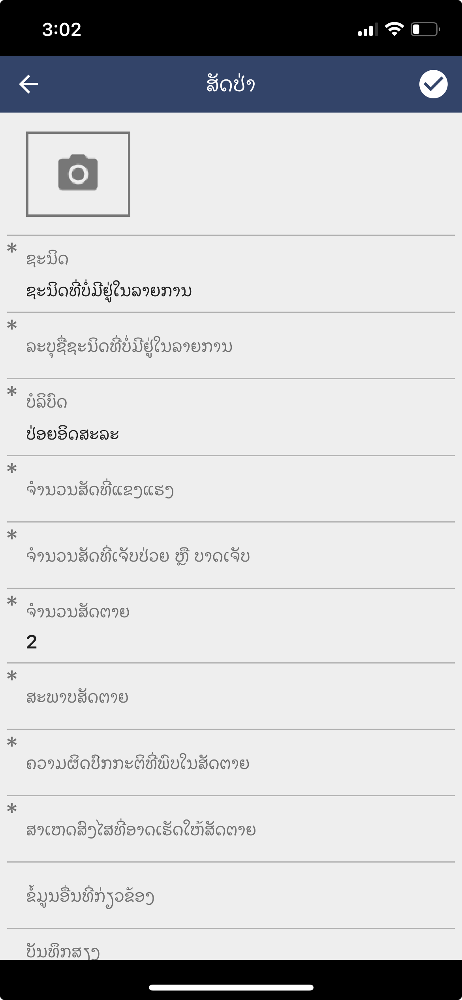 3:02
ສັດປ່າ
* ຊະນິດ
ຊະນິດທີ່ບໍ່ມີຢູ່ໃນລາຍການ
* ລະບຸຊື່ຊະນິດທີ່ບໍ່ມີຢູ່ໃນລາຍການ
* ບໍລິບົດ
ປ່ອຍອິດສະລະ
* ຈຳນວນສັດທີ່ແຂງແຮງ
* ຈຳນວນສັດທີ່ເຈັບປ່ວຍ ຫຼື ບາດເຈັບ
* ຈຳນວນສັດຕາຍ
2
* ສະພາບສັດຕາຍ
* ຄວາມຜິດປົກກະຕິທີ່ພົບໃນສັດຕາຍ
* ສາເຫດສົງໄສທີ່ອາດເຮັດໃຫ້ສັດຕາຍ
ຂໍ້ມູນອື່ນທີ່ກ່ຽວຂ້ອງ
ບັນທຶກສຽງ